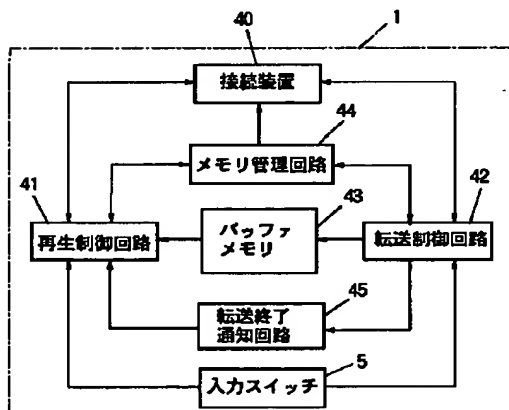 1
40
接続装置
44
メモリ管理回路
41
再生制御回路
43
バッファ
メモリ
42
転送制御回路
45
転送終了
通知回路
5
入力スイッチ